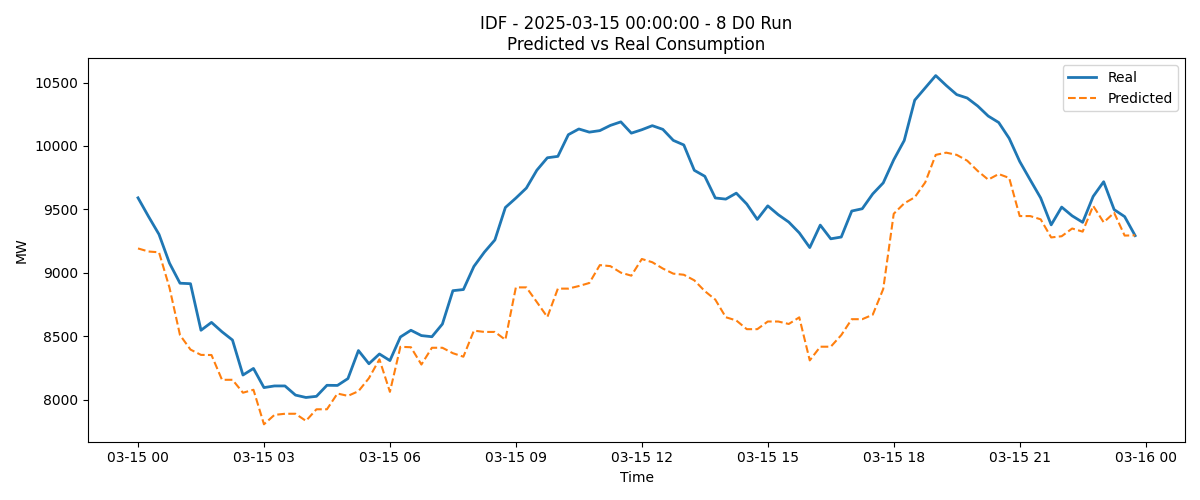 IDF - 2025-03-15 00:00:00 - 8 D0 Run
Predicted vs Real Consumption
Real
Predicted
MW
10500
10000
9500
9000
8500
8000
03-15 00
03-15 03
03-15 06
03-15 09
03-15 12
03-15 15
03-15 18
03-15 21
03-16 00
Time